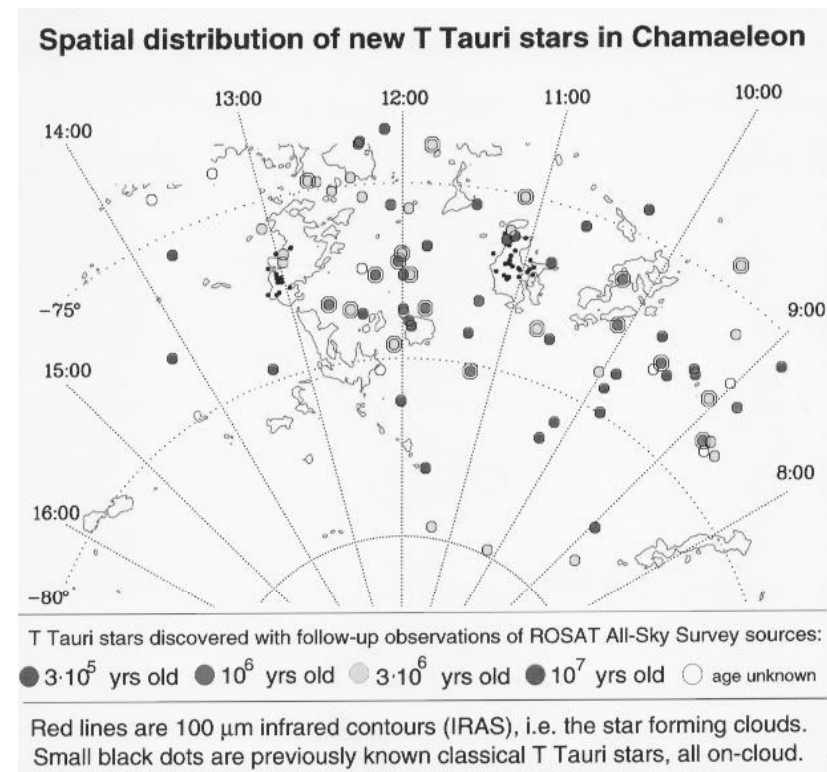 Spatial distribution of new T Tauri stars in Chamaeleon
13:00 12:00 11:00 10:00
14:00
-75°
9:00
15:00
8:00
16:00
-80°
T Tauri stars discovered with follow-up observations of ROSAT All-Sky Survey sources:
3·10⁵ yrs old 10⁶ yrs old 3·10⁶ yrs old 10⁷ yrs old age unknown
Red lines are 100 μm infrared contours (IRAS), i.e. the star forming clouds.
Small black dots are previously known classical T Tauri stars, all on-cloud.